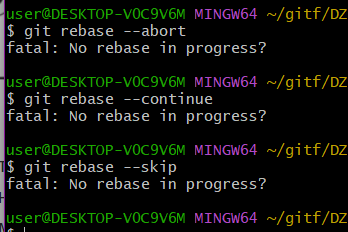 user@DESKTOP-V0C9V6M MINGW64 ~/gitf/DZ
$ git rebase --abort
fatal: No rebase in progress?
user@DESKTOP-V0C9V6M MINGW64 ~/gitf/DZ
$ git rebase --continue
fatal: No rebase in progress?
user@DESKTOP-V0C9V6M MINGW64 ~/gitf/DZ
$ git rebase --skip
fatal: No rebase in progress?
user@DESKTOP-V0C9V6M MINGW64 ~/gitf/DZ
$